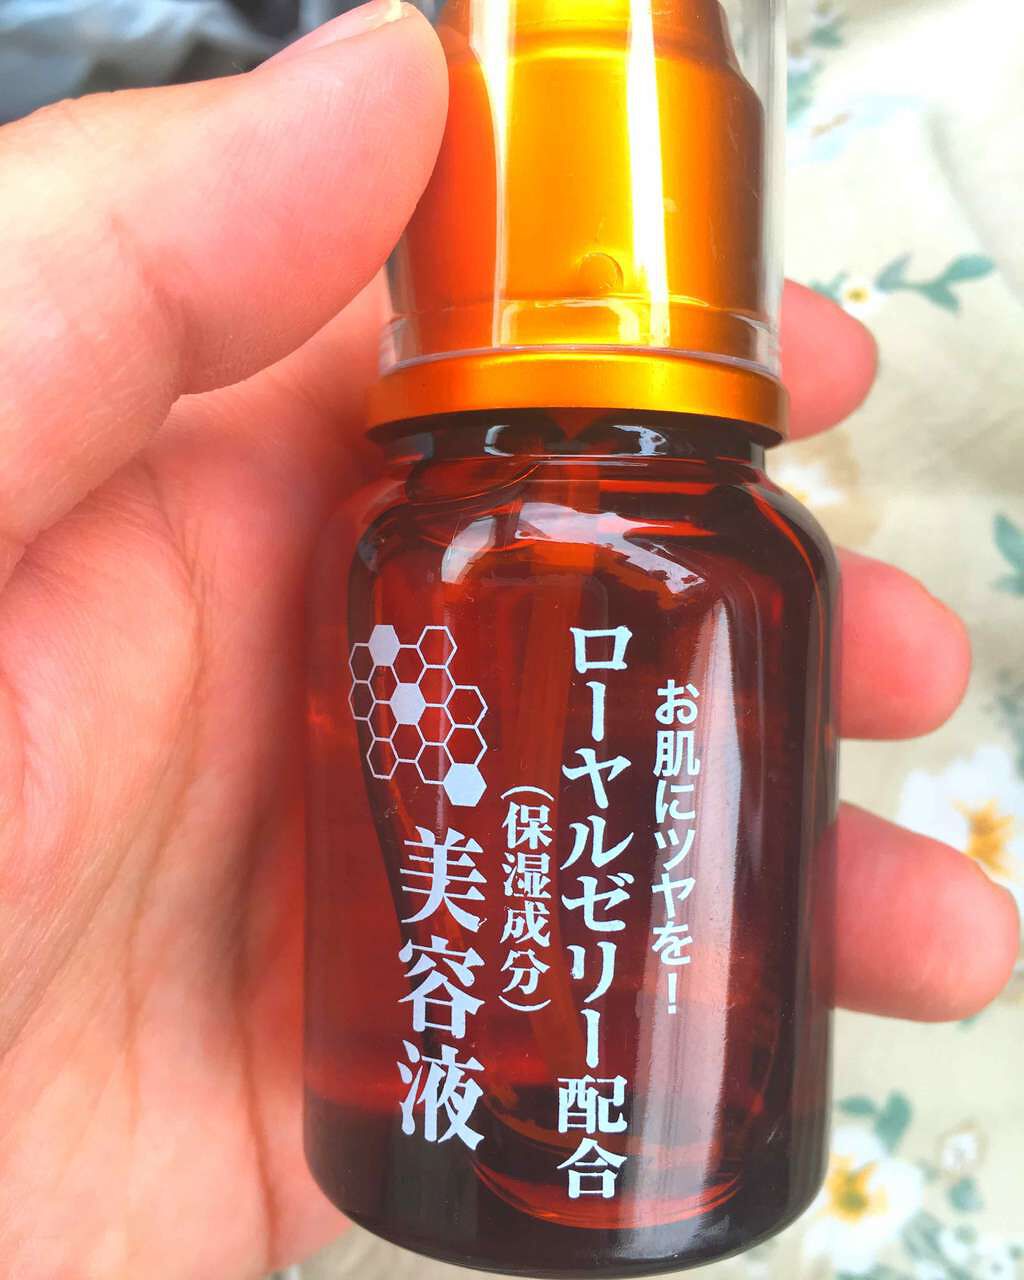 お肌にツヤを！
ローヤルゼリー配合
（保湿成分）
美容液